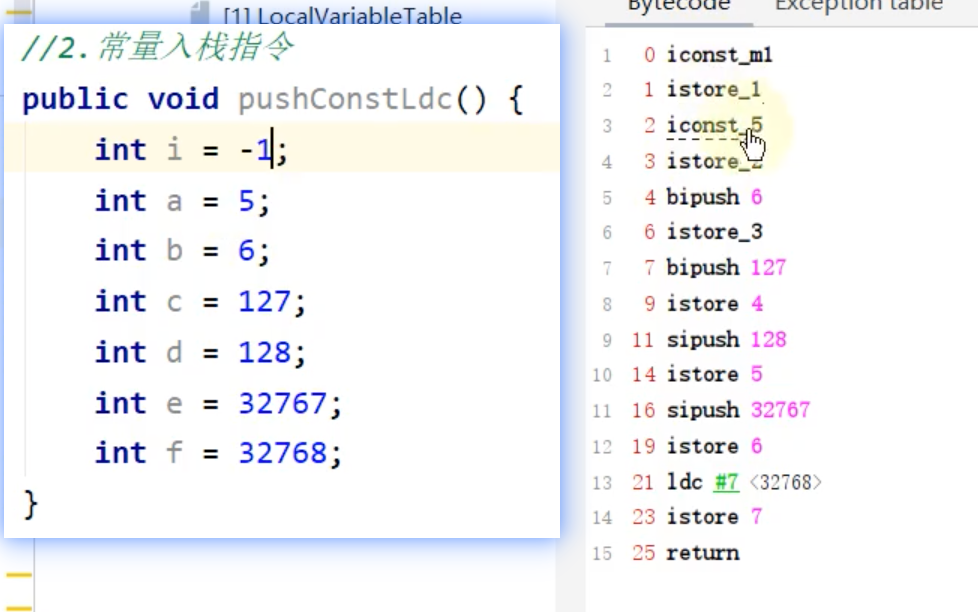 [1] LocalVariableTable
//2.常量入栈指令
public void pushConstLdc() {
int i = -1;
int a = 5;
int b = 6;
int c = 127;
int d = 128;
int e = 32767;
int f = 32768;
}
Bytecode Exception table
1 0 iconst_m1
2 1 istore_1
3 2 iconst_5
4 3 istore_2
5 4 bipush 6
6 6 istore_3
7 7 bipush 127
8 9 istore 4
9 11 sipush 128
10 14 istore 5
11 16 sipush 32767
12 19 istore 6
13 21 ldc #7 <32768>
14 23 istore 7
15 25 return